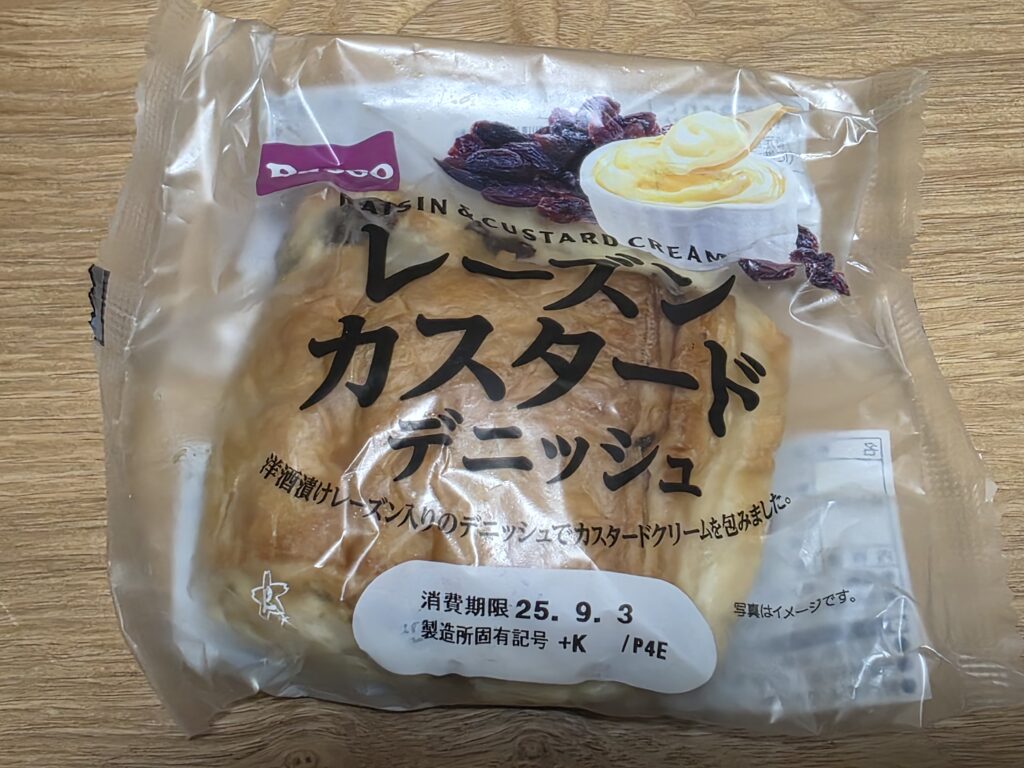 RAISIN & CUSTARD CREAM
レーズン
カスタード
デニッシュ
洋酒漬けレーズン入りのデニッシュでカスタードクリームを包みました。
消費期限 25. 9. 3
製造所固有記号 +K /P4E
写真はイメージです。
名